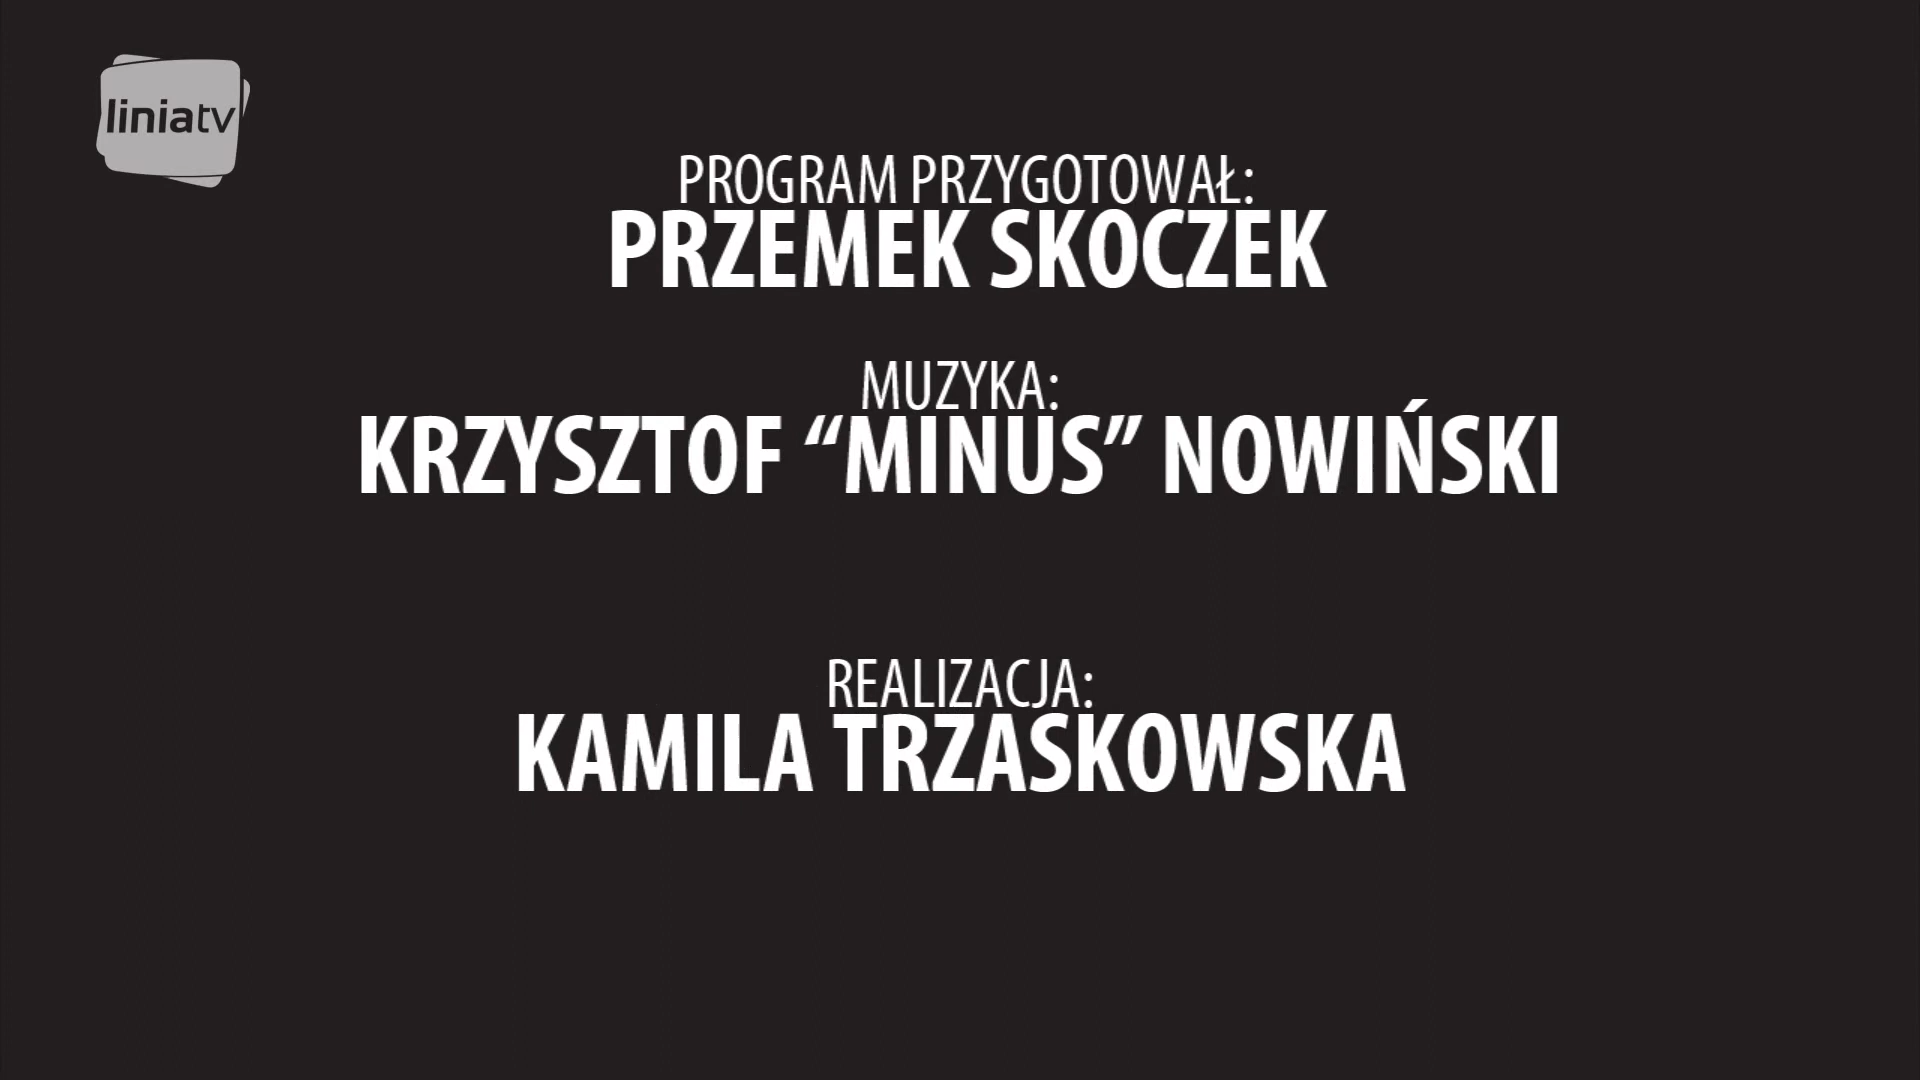 liniatv
PROGRAM PRZYGOTOWAŁ:
PRZEMEK SKOCZEK
MUZYKA:
KRZYSZTOF “MINUS” NOWIŃSKI
REALIZACJA:
KAMILA TRZASKOWSKA